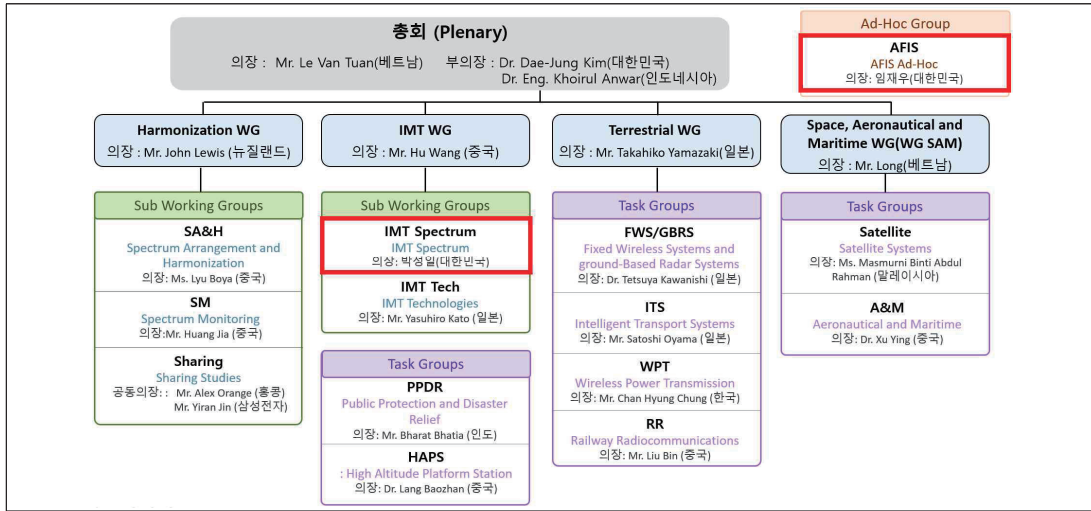 총회 (Plenary)
의장 : Mr. Le Van Tuan(베트남) 부의장 : Dr. Dae-Jung Kim(대한민국)
Dr. Eng. Khoirul Anwar(인도네시아)
Ad-Hoc Group
AFIS
AFIS Ad-Hoc
의장: 임재우(대한민국)
Harmonization WG
의장 : Mr. John Lewis (뉴질랜드)
Sub Working Groups
SA&H
Spectrum Arrangement and
Harmonization
의장: Ms. Lyu Boya (중국)
SM
Spectrum Monitoring
의장:Mr. Huang Jia (중국)
Sharing
Sharing Studies
공동의장: : Mr. Alex Orange (홍콩)
Mr. Yiran Jin (삼성전자)
IMT WG
의장 : Mr. Hu Wang (중국)
Sub Working Groups
IMT Spectrum
IMT Spectrum
의상: 박성일(대한민국)
IMT Tech
IMT Technologies
의장: Mr. Yasuhiro Kato (일본)
Task Groups
PPDR
Public Protection and Disaster
Relief
의장: Mr. Bharat Bhatia (인도)
HAPS
: High Altitude Platform Station
의장: Dr. Lang Baozhan (중국)
Terrestrial WG
의장 : Mr. Takahiko Yamazaki(일본)
Task Groups
FWS/GBRS
Fixed Wireless Systems and
ground-Based Radar Systems
의장: Dr. Tetsuya Kawanishi (일본)
ITS
Intelligent Transport Systems
의장: Mr. Satoshi Oyama (일본)
WPT
Wireless Power Transmission
의장: Mr. Chan Hyung Chung (한국)
RR
Railway Radiocommunications
의장: Mr. Liu Bin (중국)
Space, Aeronautical and
Maritime WG(WG SAM)
의장 : Mr. Long(베트남)
Task Groups
Satellite
Satellite Systems
의장: Ms. Masmurni Binti Abdul
Rahman (말레이시아)
A&M
Aeronautical and Maritime
의장: Dr. Xu Ying (중국)